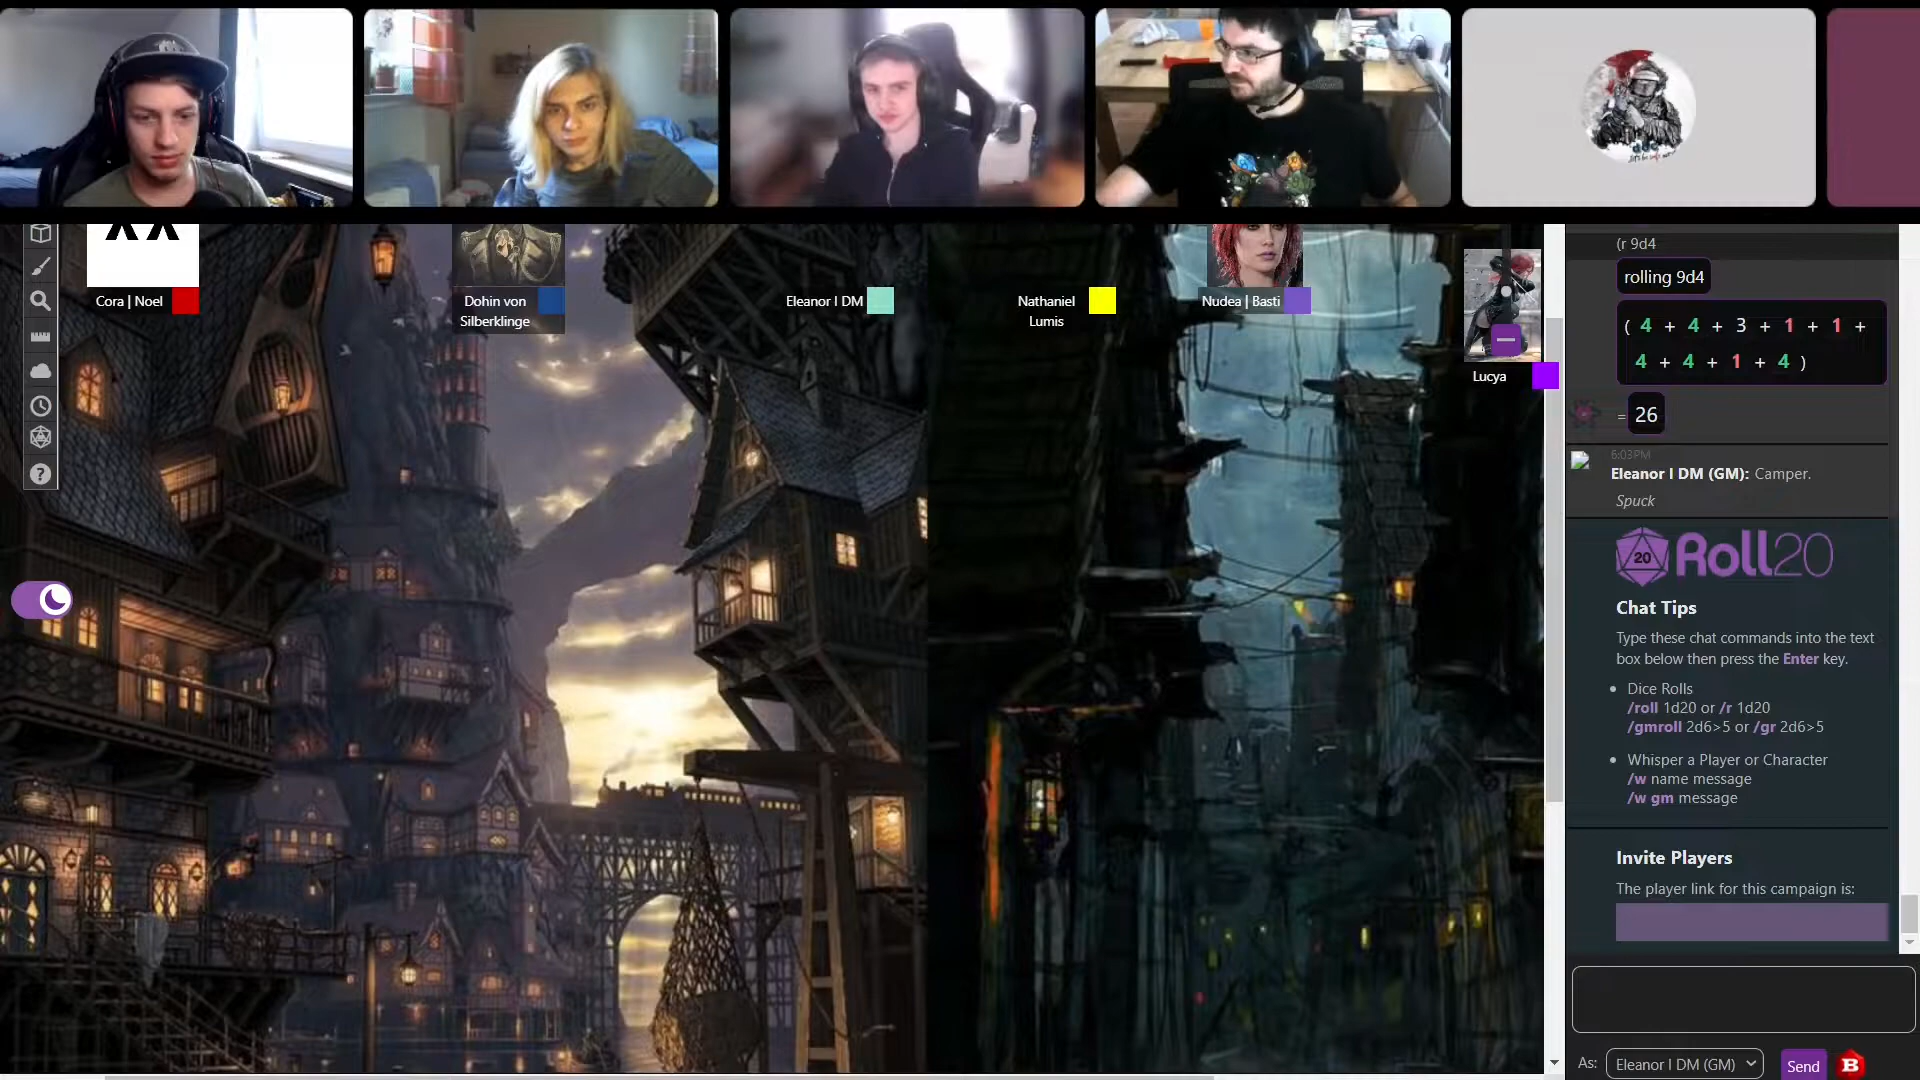 (r 9d4
rolling 9d4
Cora | Noel
Dohin von
Silberklinge
Eleanor I DM
Nathaniel
Lumis
Nudea | Basti
Lucya
( 4 + 4 + 3 + 1 + 1 +
4 + 4 + 1 + 4 )
= 26
6:03PM
Eleanor I DM (GM): Camper.
Spuck
20 Roll20
Chat Tips
Type these chat commands into the text
box below then press the Enter key.
Dice Rolls
/roll 1d20 or /r 1d20
/gmroll 2d6>5 or /gr 2d6>5
Whisper a Player or Character
/w name message
/w gm message
Invite Players
The player link for this campaign is:
As: Eleanor I DM (GM) Send B